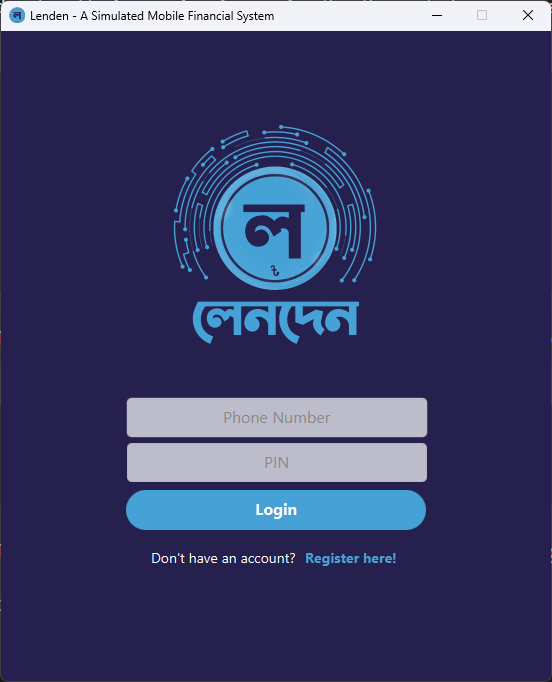 Lenden - A Simulated Mobile Financial System
ল
৳
লেনদেন
Phone Number
PIN
Login
Don't have an account? Register here!